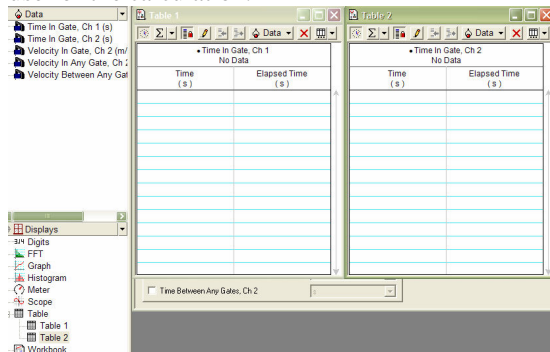 Data
Time In Gate, Ch 1 (s)
Time In Gate, Ch 2 (s)
Velocity In Gate, Ch 2 (m/
Velocity In Any Gate, Ch 2
Velocity Between Any Gat
Displays
3.14 Digits
FFT
Graph
Histogram
Meter
Scope
Table
Table 1
Table 2
Workbook
Table 1
Σ Data
Time In Gate, Ch 1
No Data
Time
( s )
Elapsed Time
( s )
Table 2
Σ Data
Time In Gate, Ch 2
No Data
Time
( s )
Elapsed Time
( s )
Time Between Any Gates, Ch 2
s